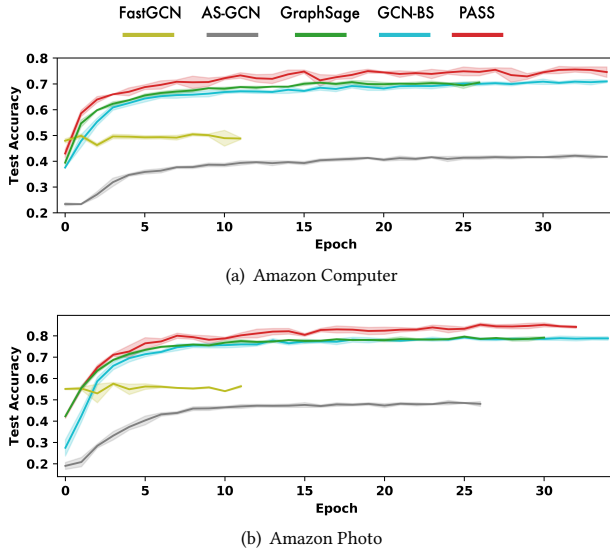 FastGCN AS-GCN GraphSage GCN-BS PASS
0.8
0.7
0.6
0.5
0.4
0.3
0.2
Test Accuracy
0 5 10 15 20 25 30
Epoch
(a) Amazon Computer
0.8
0.7
0.6
0.5
0.4
0.3
0.2
Test Accuracy
0 5 10 15 20 25 30
Epoch
(b) Amazon Photo